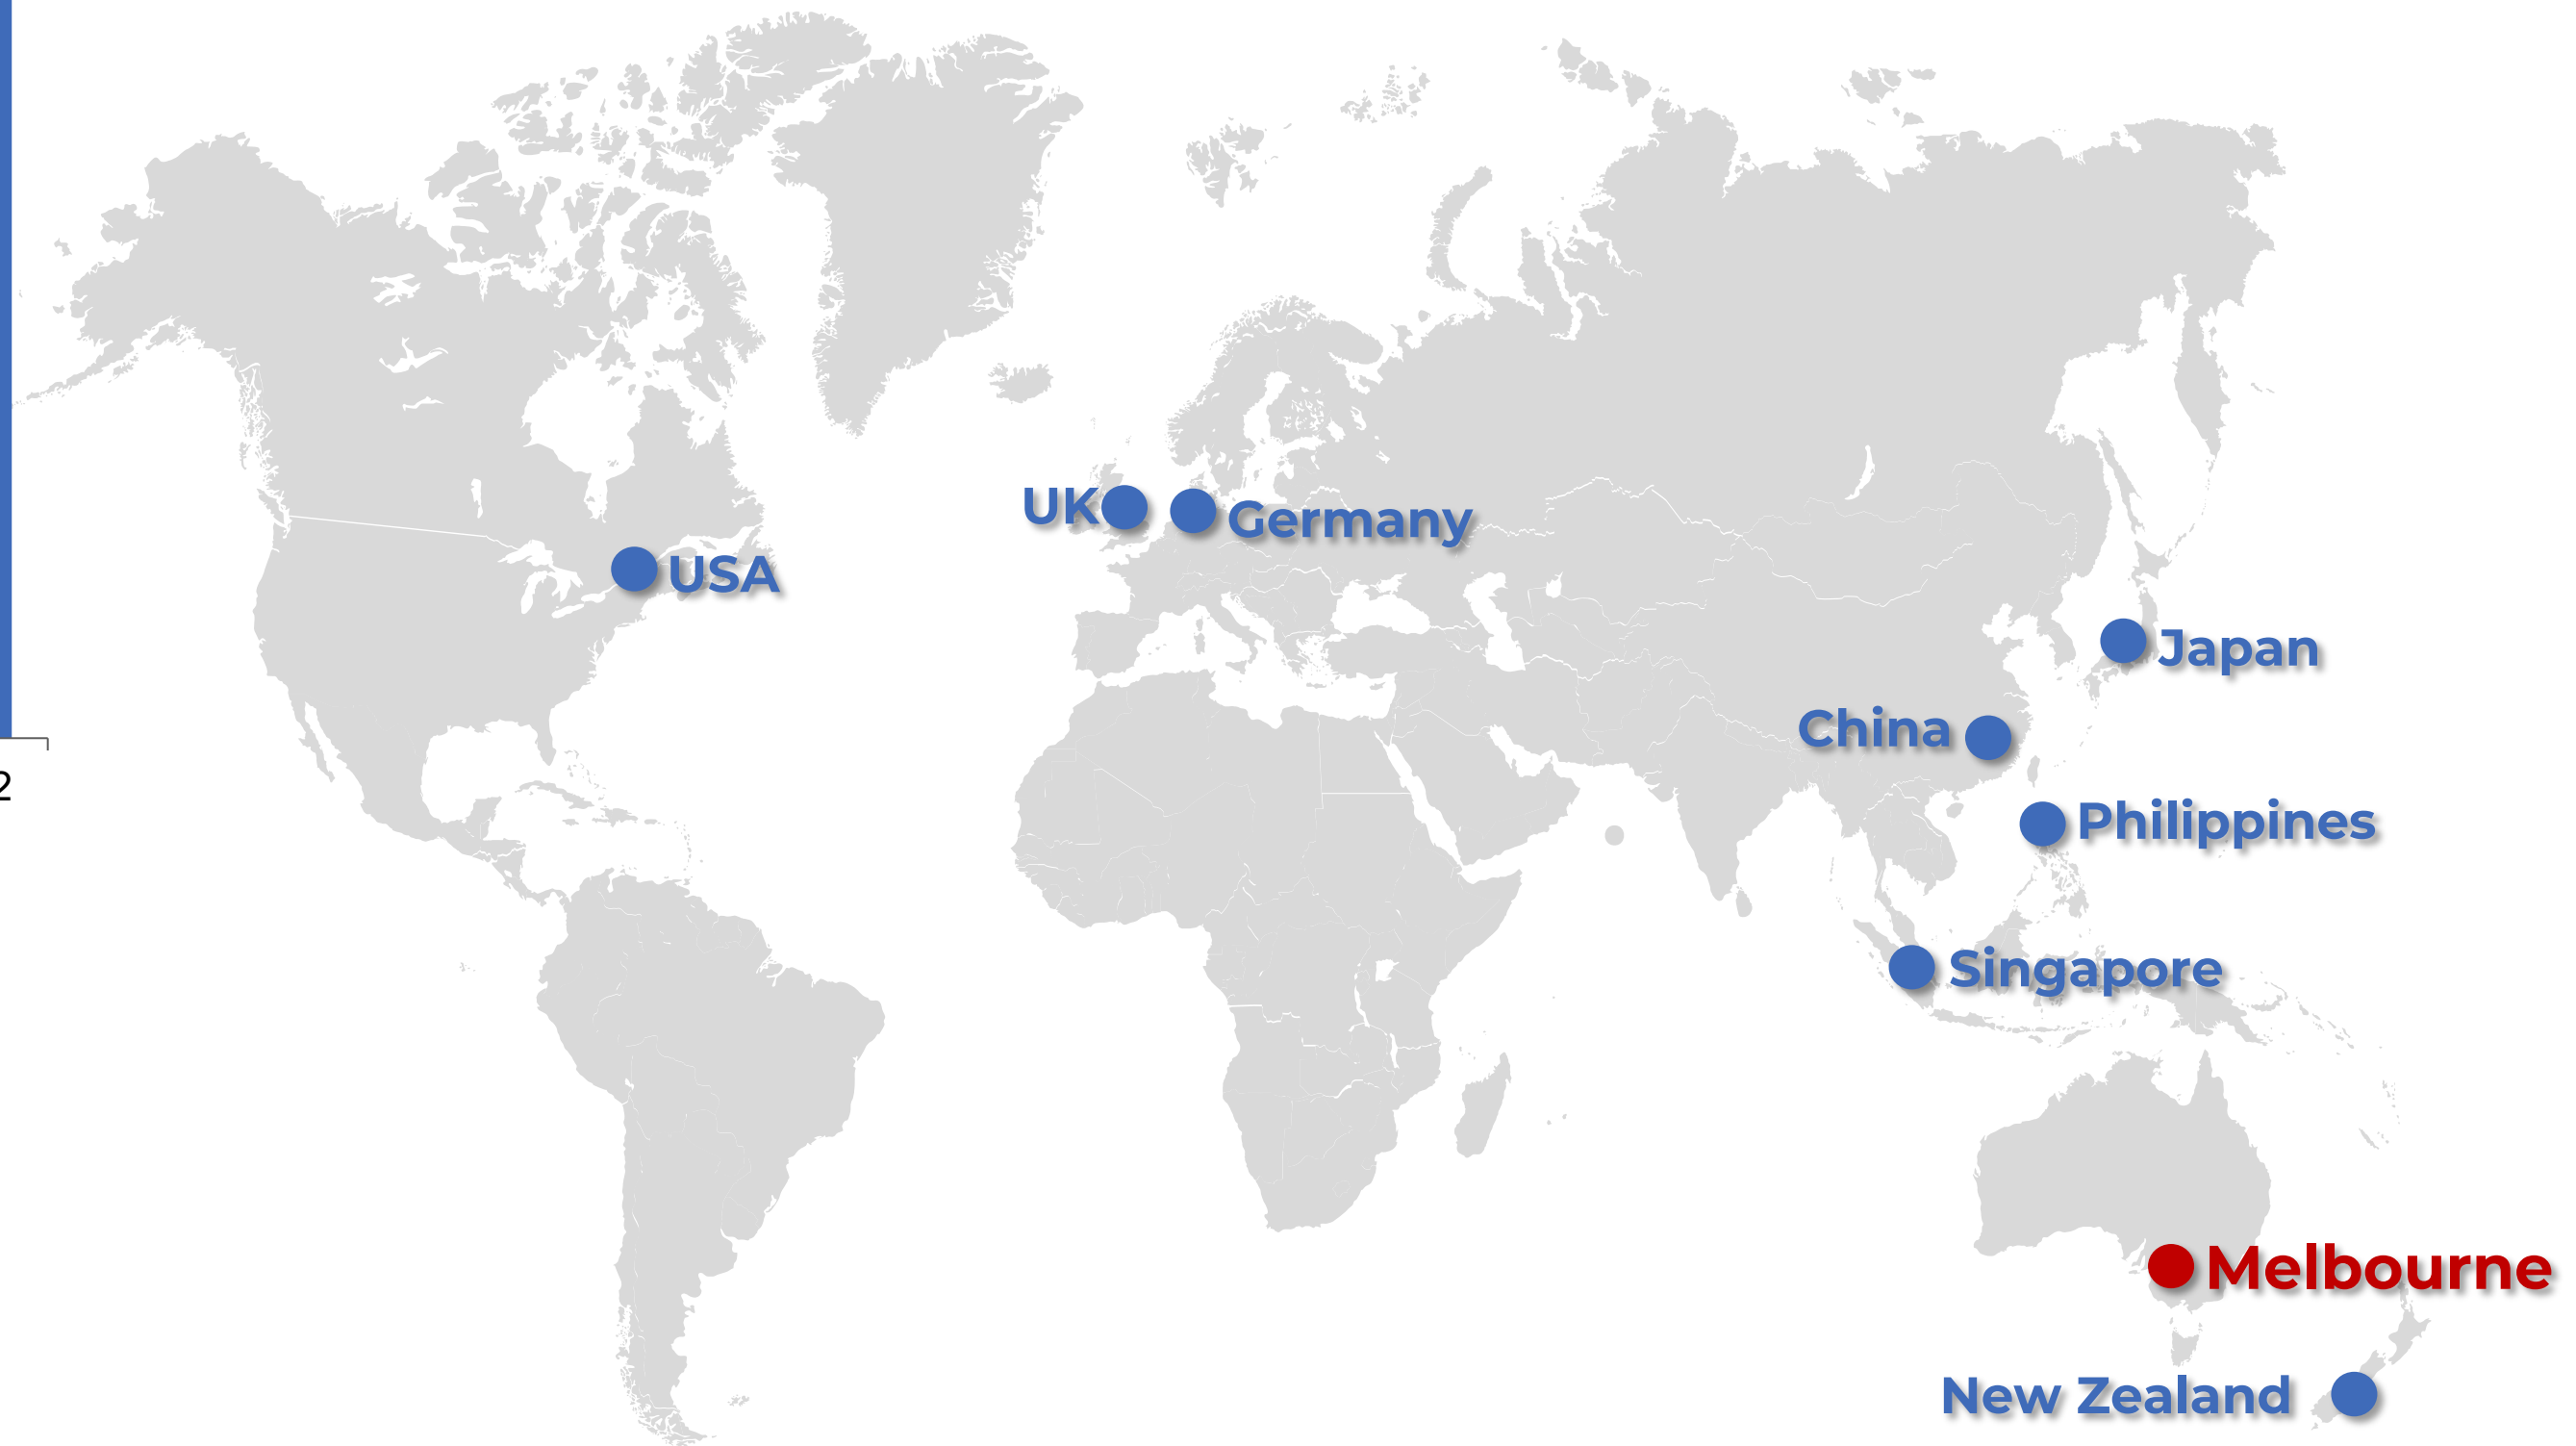 UK
Germany
USA
Japan
China
2
Philippines
Singapore
Melbourne
New Zealand